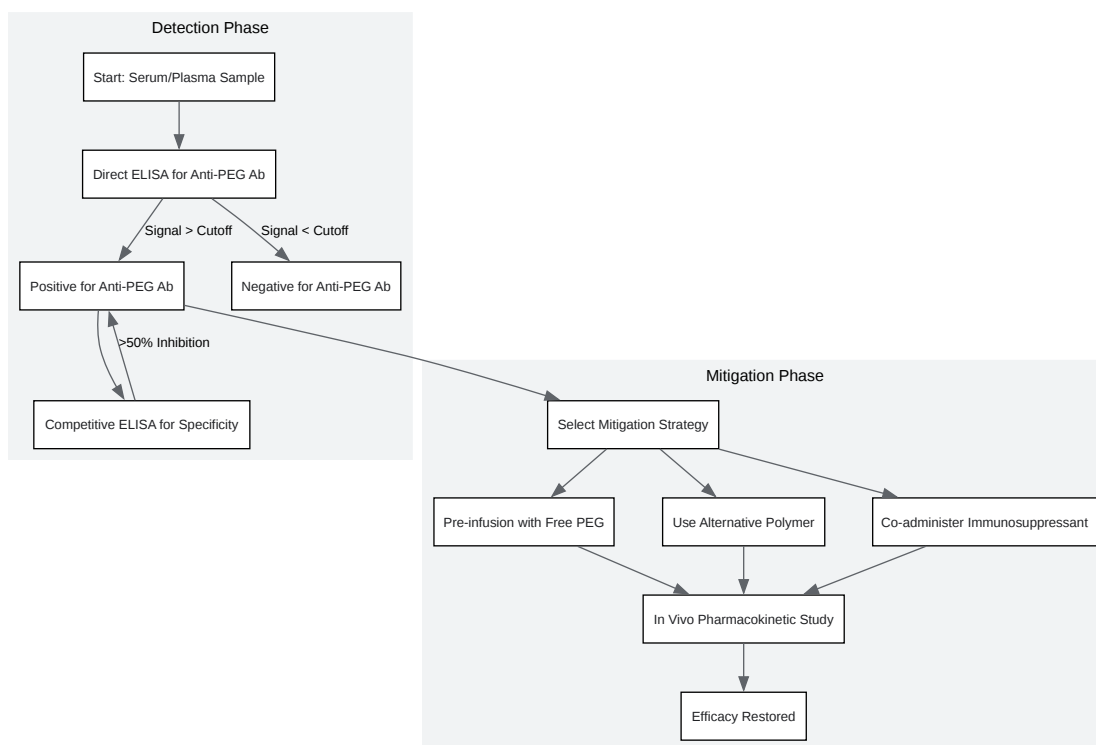 Detection Phase
Start: Serum/Plasma Sample
Direct ELISA for Anti-PEG Ab
Signal > Cutoff
Signal < Cutoff
Positive for Anti-PEG Ab
Negative for Anti-PEG Ab
>50% Inhibition
Competitive ELISA for Specificity
Mitigation Phase
Select Mitigation Strategy
Pre-infusion with Free PEG
Use Alternative Polymer
Co-administer Immunosuppressant
In Vivo Pharmacokinetic Study
Efficacy Restored